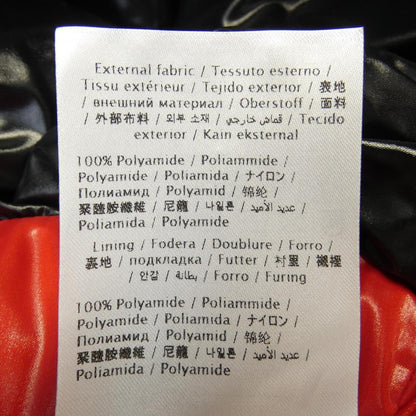 External fabric / Tessuto esterno /
Tissu extérieur / Tejido exterior / 表地
/ внешний материал / Oberstoff / 面料
/ 外部布料 / 외부 소재 / قماش خارجي / Tecido
exterior / Kain eksternal
100% Polyamide / Poliammide /
Polyamide / Poliamida / ナイロン /
Полиамид / Polyamid / 锦纶 /
聚醯胺纖維 / 尼龍 / 나일론 / عديد الأميد /
Poliamida / Polyamide
Lining / Fodera / Doublure / Forro /
裏地 / подкладка / Futter / 村里 / 襯裡
/ 안감 / بطانة / Forro / Furing
100% Polyamide / Poliammide /
Polyamide / Poliamida / ナイロン /
Полиамид / Polyamid / 锦纶 /
聚醯胺纖維 / 尼龍 / 나일론 / عديد الأميد /
Poliamida / Polyamide